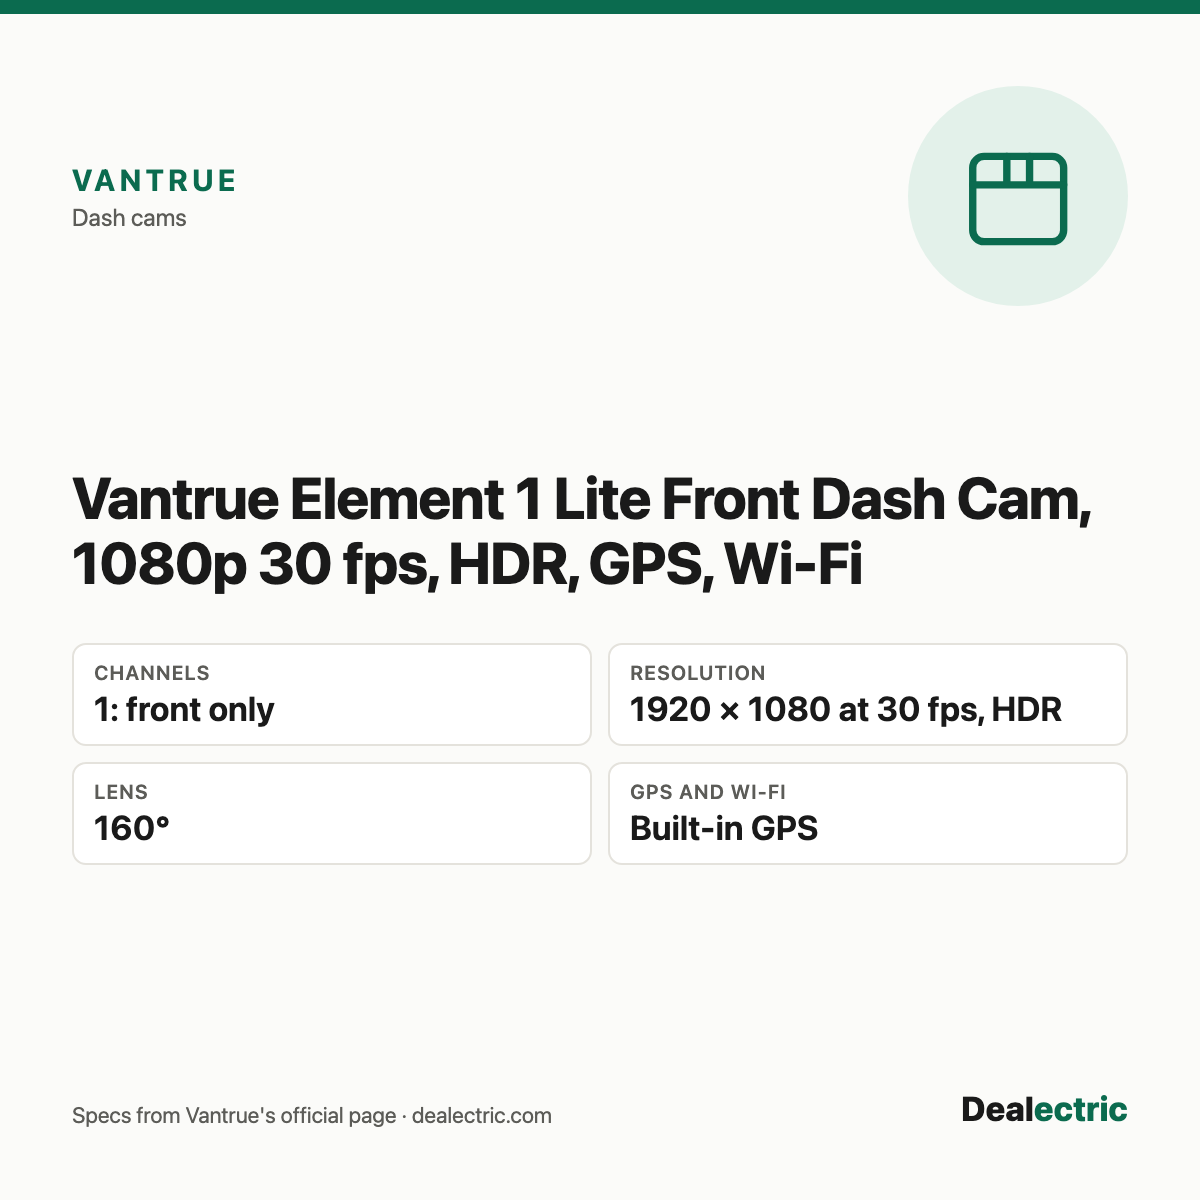 VANTRUE
Dash cams
Vantrue Element 1 Lite Front Dash Cam,
1080p 30 fps, HDR, GPS, Wi-Fi
CHANNELS
1: front only
RESOLUTION
1920 × 1080 at 30 fps, HDR
LENS
160°
GPS AND WI-FI
Built-in GPS
Specs from Vantrue's official page · dealectric.com
Dealectric